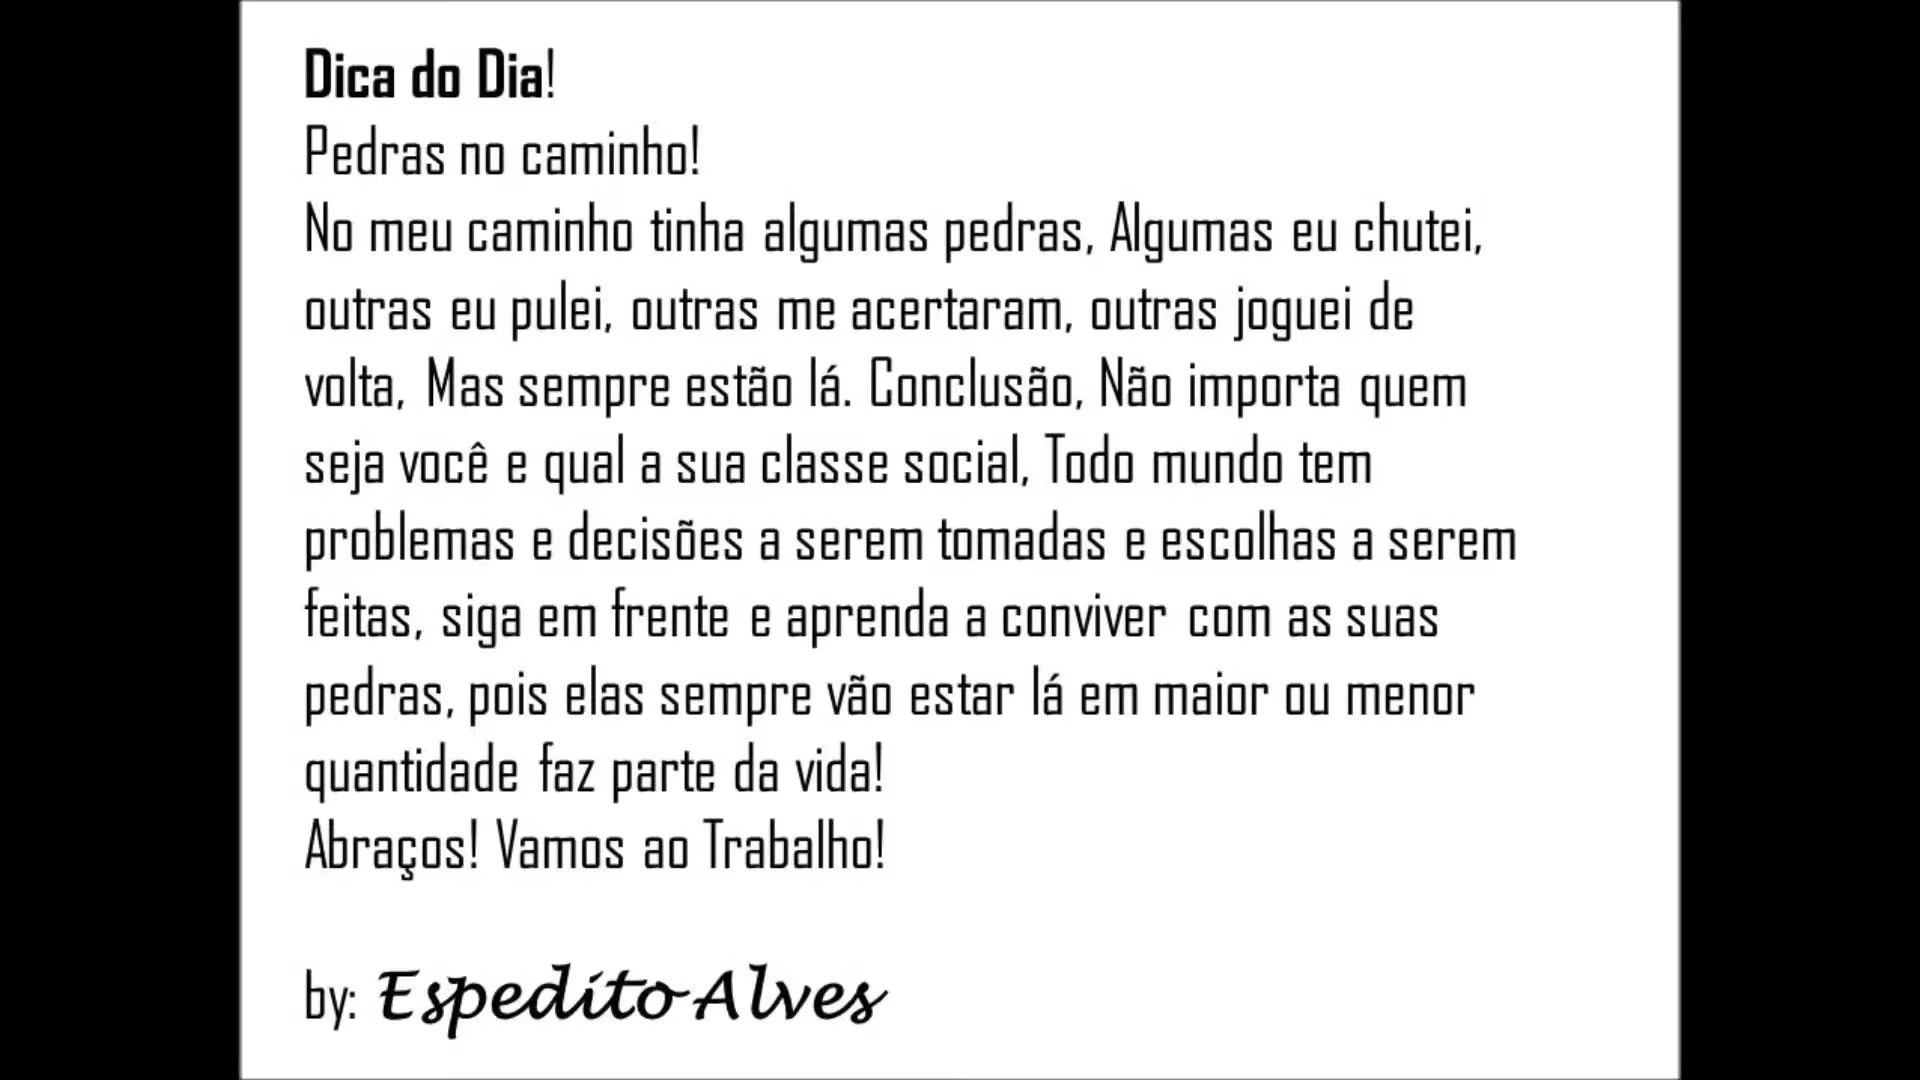 Dica do Dia!
Pedras no caminho!
No meu caminho tinha algumas pedras, Algumas eu chutei,
outras eu pulei, outras me acertaram, outras joguei de
volta, Mas sempre estão lá. Conclusão, Não importa quem
seja você e qual a sua classe social, Todo mundo tem
problemas e decisões a serem tomadas e escolhas a serem
feitas, siga em frente e aprenda a conviver com as suas
pedras, pois elas sempre vão estar lá em maior ou menor
quantidade faz parte da vida!
Abraços! Vamos ao Trabalho!
by: Espedito Alves